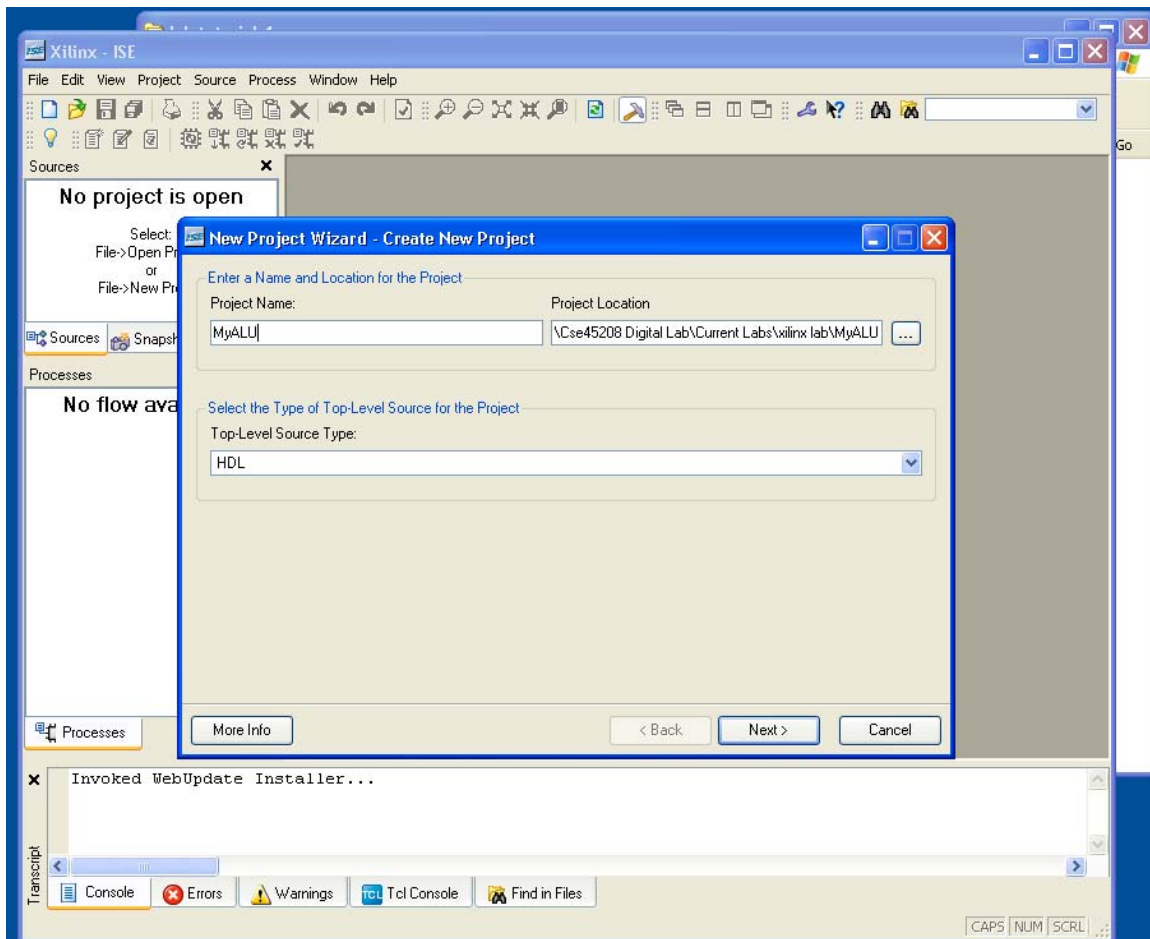 Xilinx - ISE
File Edit View Project Source Process Window Help
Go
Sources
No project is open
Select:
File->Open Pr
or
File->New Pr
Sources Snapsh
Processes
No flow ava
Processes
New Project Wizard - Create New Project
Enter a Name and Location for the Project
Project Name: Project Location
MyALU \Cse45208 Digital Lab\Current Labs\xilinx lab\MyALU ...
Select the Type of Top-Level Source for the Project
Top-Level Source Type:
HDL
More Info < Back Next > Cancel
Invoked WebUpdate Installer...
Transcript
Console Errors Warnings Tcl Console Find in Files
CAPS NUM SCRL